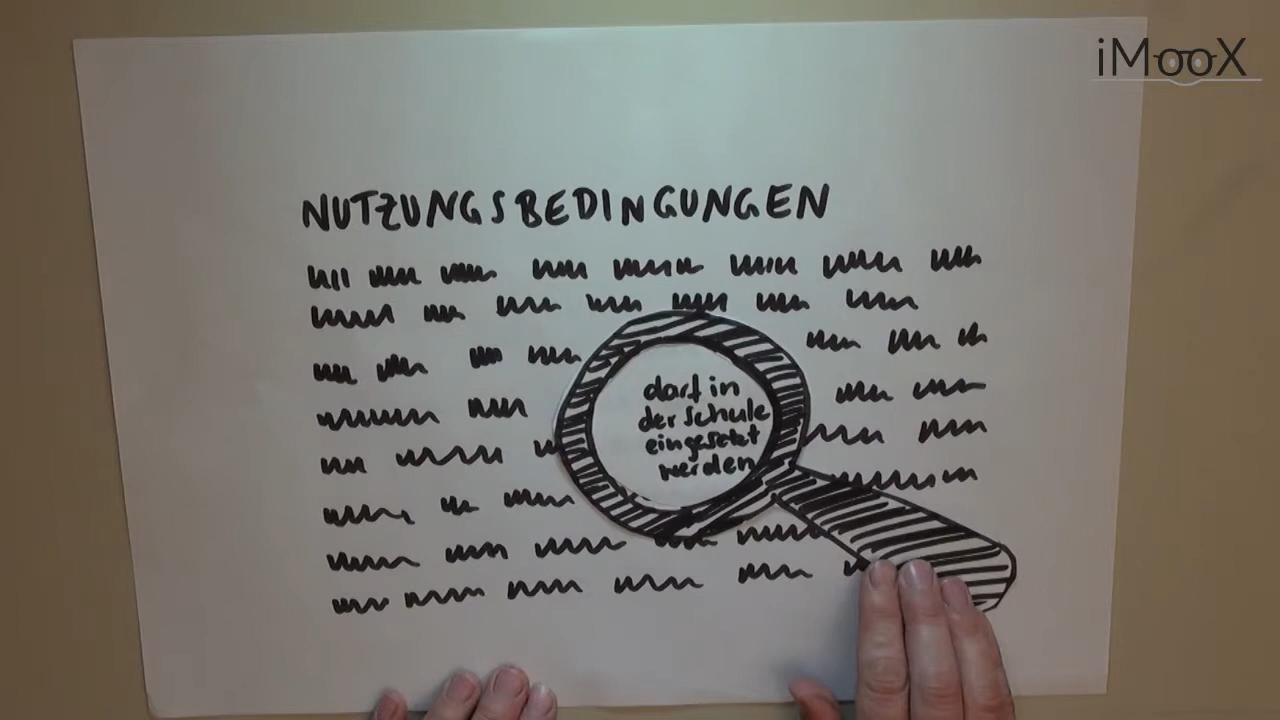 iMooX
NUTZUNGSBEDINGUNGEN
darf in
der Schule
eingesetzt
werden